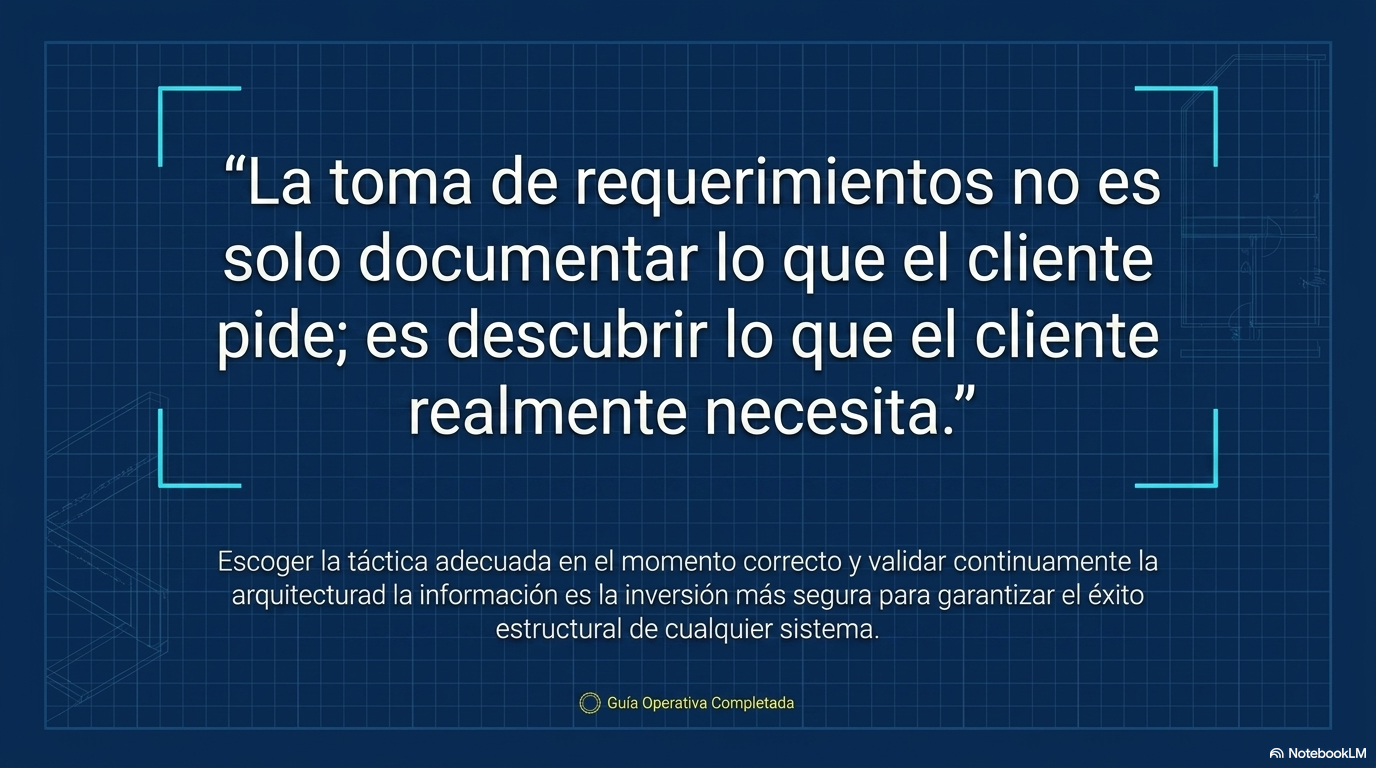 “La toma de requerimientos no es
solo documentar lo que el cliente
pide; es descubrir lo que el cliente
realmente necesita.”
Escoger la táctica adecuada en el momento correcto y validar continuamente la
arquitecturad la información es la inversión más segura para garantizar el éxito
estructural de cualquier sistema.
Guía Operativa Completada
NotebookLM